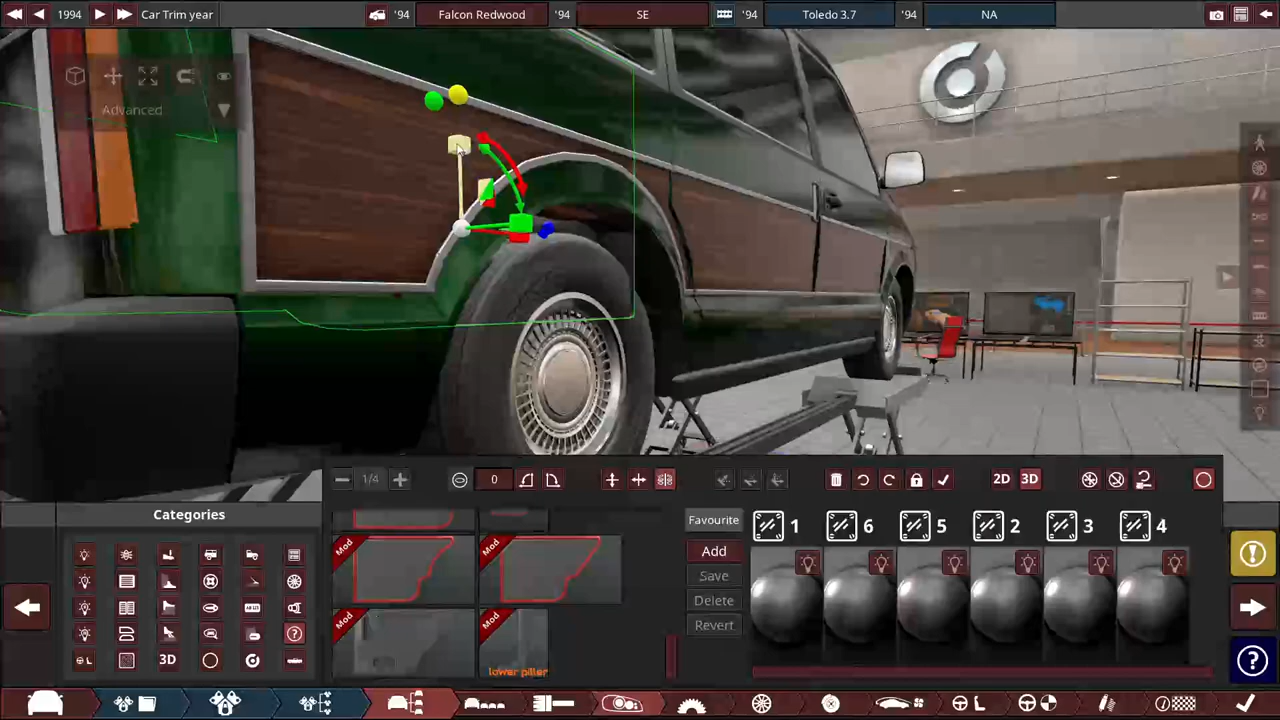 1994
Car Trim year
'94
Falcon Redwood
'94
SE
'94
Toledo 3.7
'94
NA
Advanced
1/4
0
2D
3D
Categories
Mod
Mod
Mod
Mod
lower piller
Favourite
Add
Save
Delete
Revert
1
6
5
2
3
4
3D